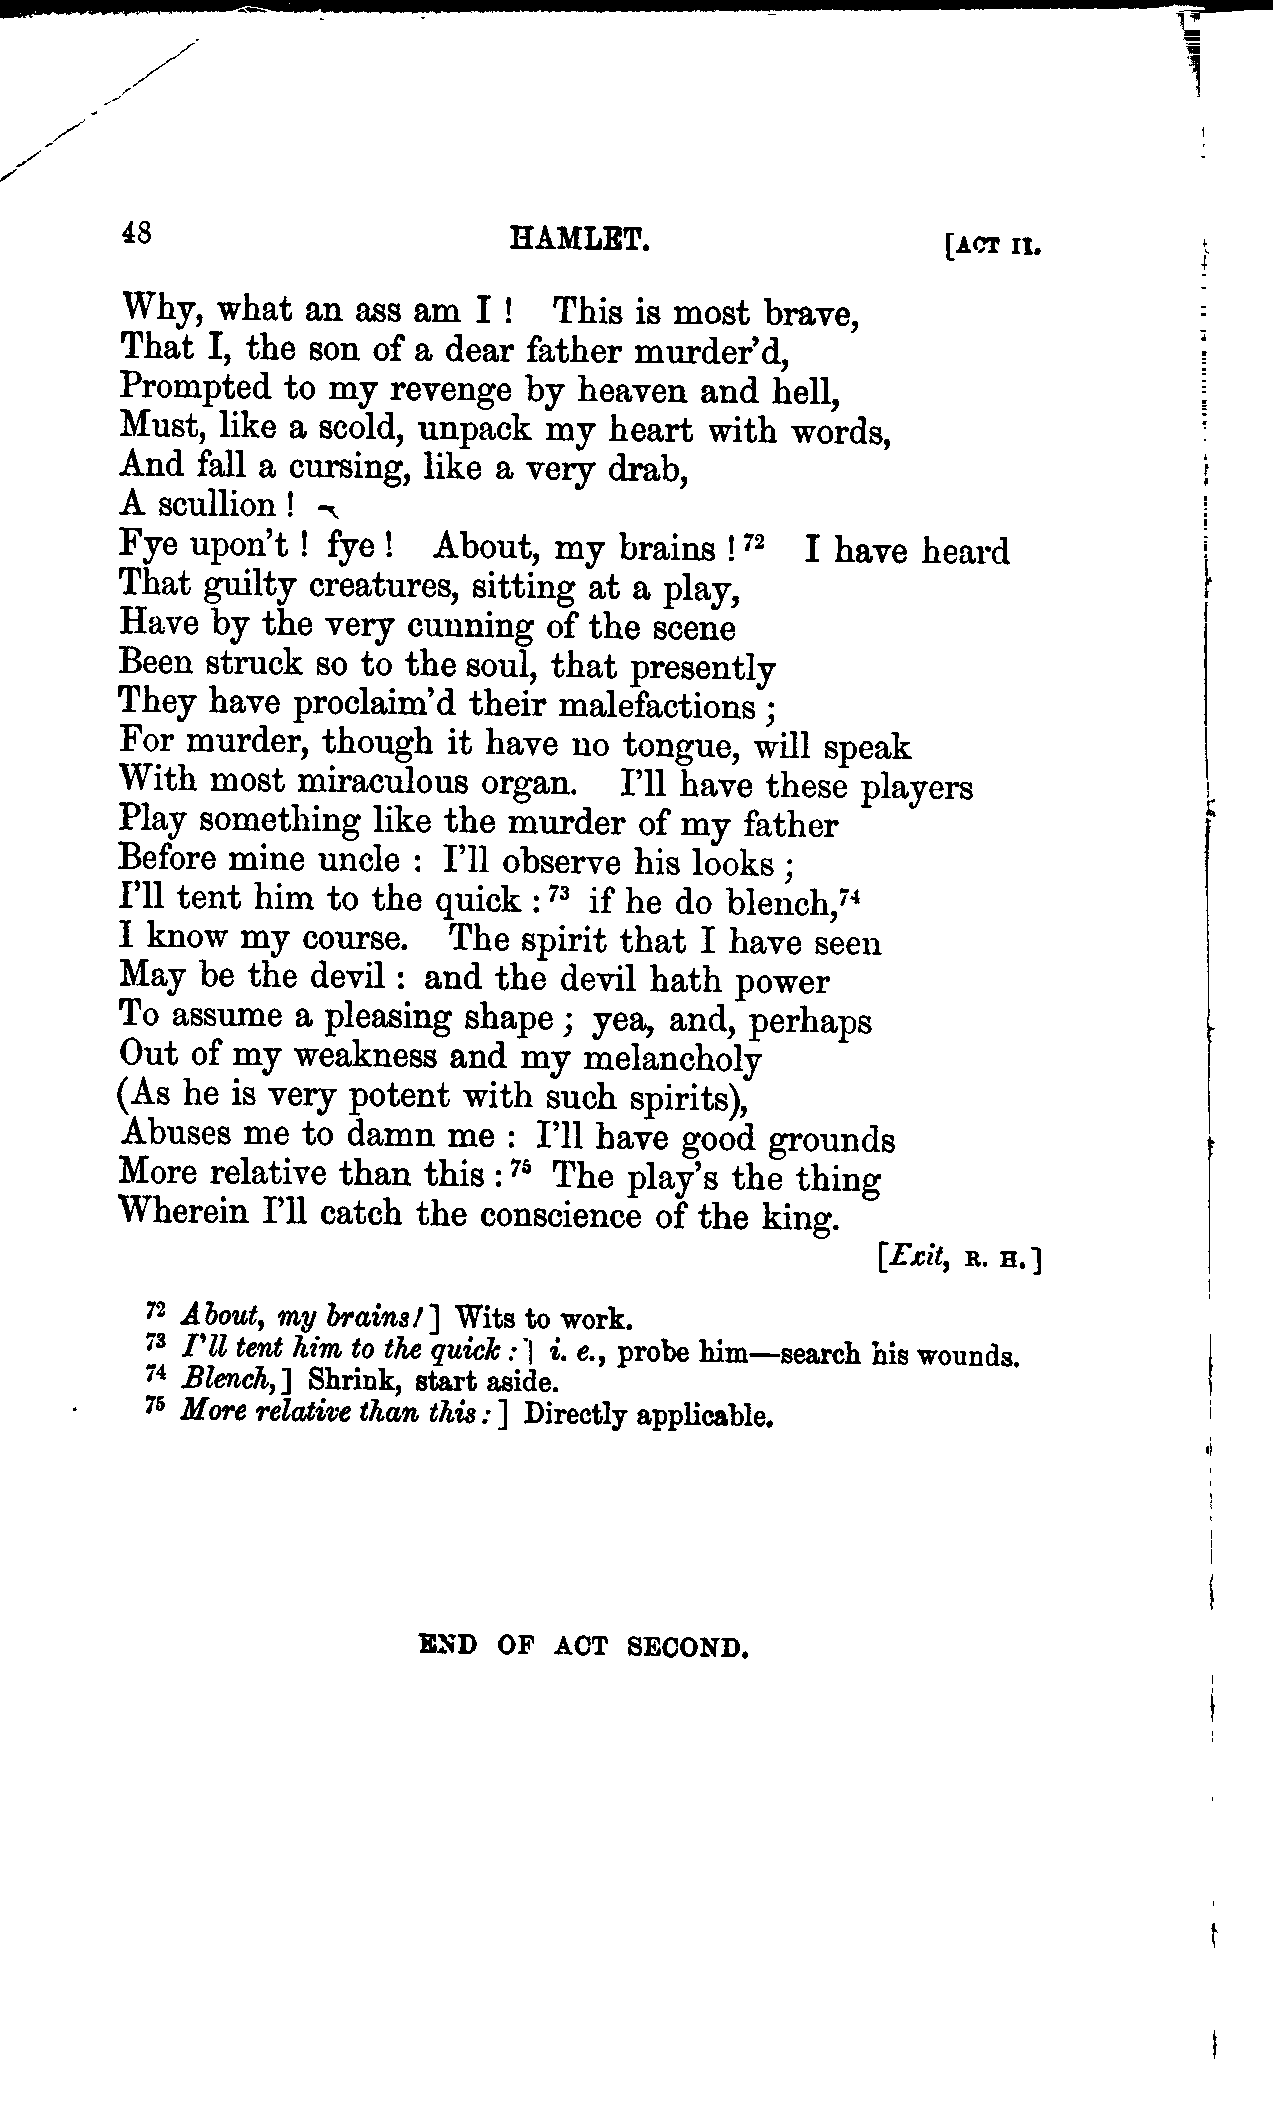 48 HAMLET. [ACT II.
Why, what an ass am I ! This is most brave,
That I, the son of a dear father murder'd,
Prompted to my revenge by heaven and hell,
Must, like a scold, unpack my heart with words,
And fall a cursing, like a very drab,
A scullion !
Fye upon't ! fye ! About, my brains ! 72 I have heard
That guilty creatures, sitting at a play,
Have by the very cunning of the scene
Been struck so to the soul, that presently
They have proclaim'd their malefactions ;
For murder, though it have no tongue, will speak
With most miraculous organ. I'll have these players
Play something like the murder of my father
Before mine uncle : I'll observe his looks ;
I'll tent him to the quick : 73 if he do blench,74
I know my course. The spirit that I have seen
May be the devil : and the devil hath power
To assume a pleasing shape ; yea, and, perhaps
Out of my weakness and my melancholy
(As he is very potent with such spirits),
Abuses me to damn me : I'll have good grounds
More relative than this : 75 The play's the thing
Wherein I'll catch the conscience of the king.
[Exit, R. H.]
72 About, my brains!] Wits to work.
73 I'll tent him to the quick :] i. e., probe him—search his wounds.
74 Blench,] Shrink, start aside.
75 More relative than this :] Directly applicable.
END OF ACT SECOND.